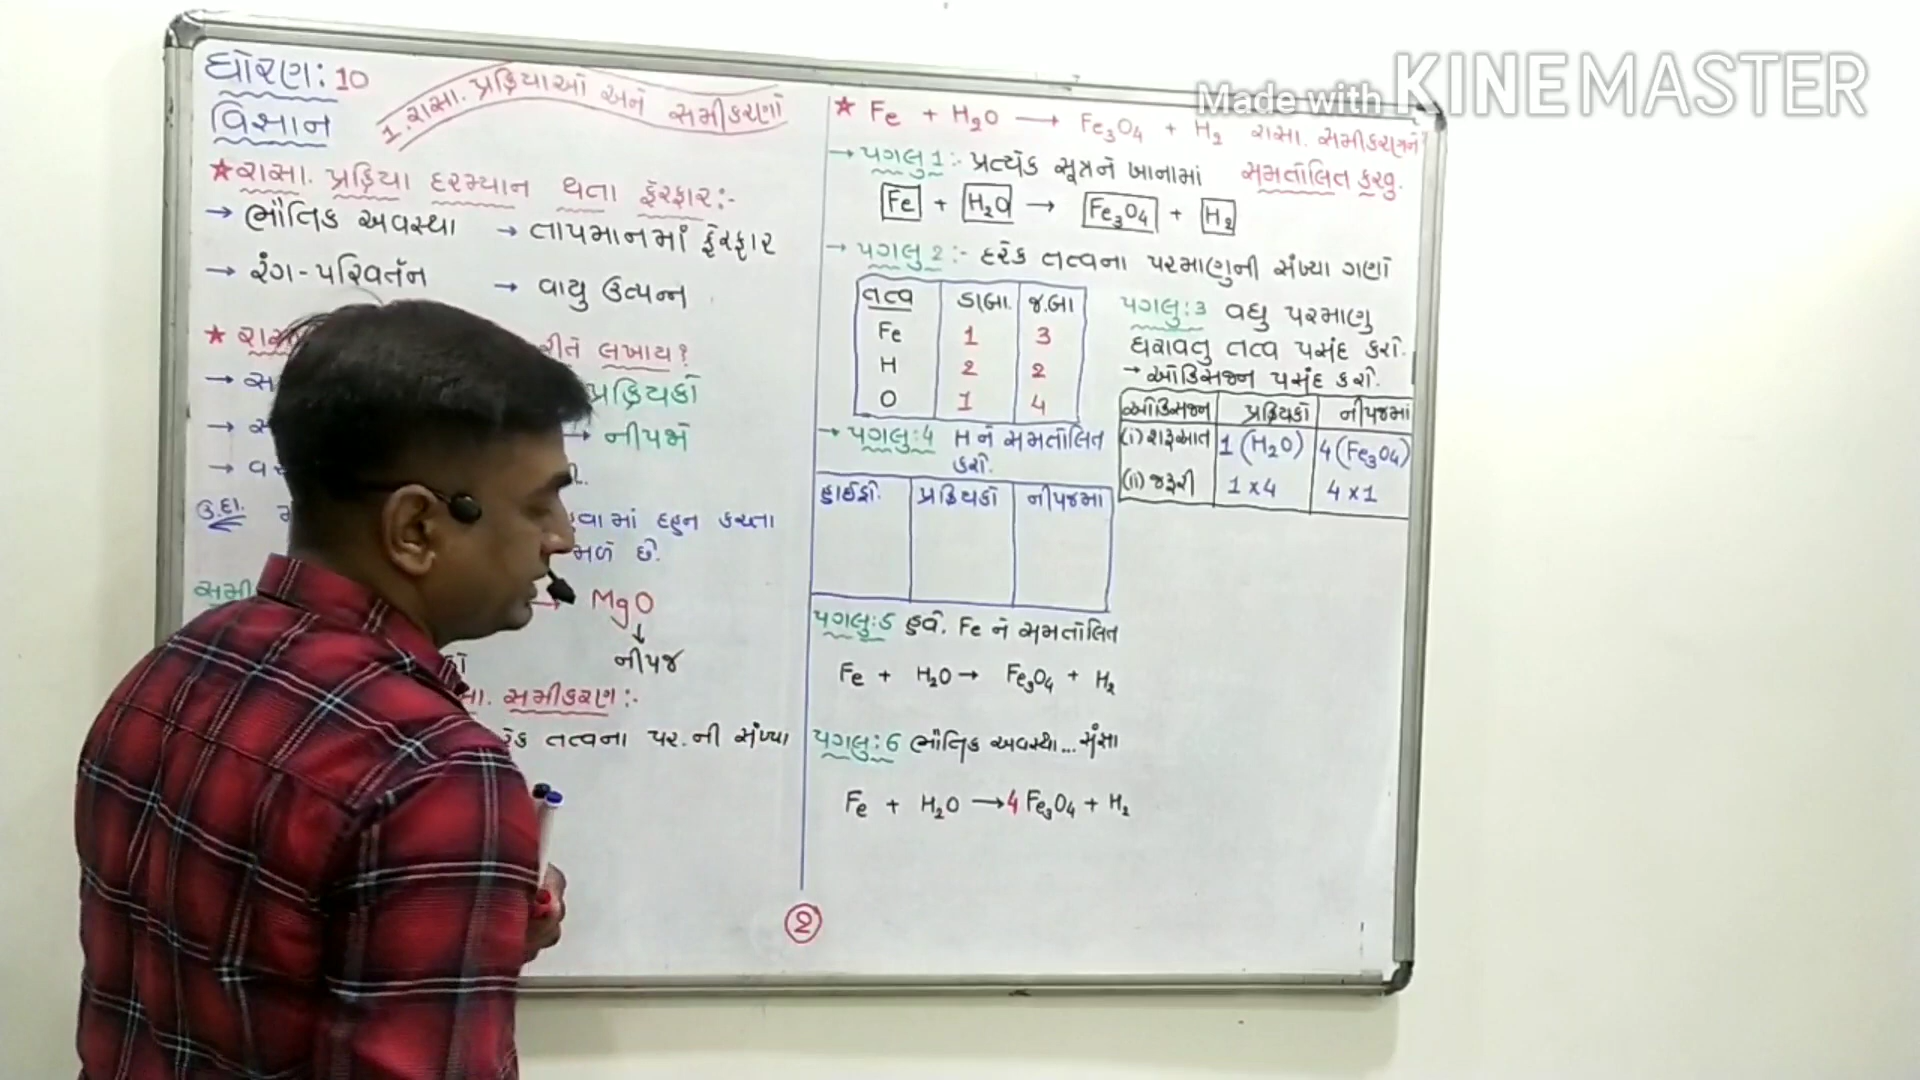 ધોરણ: 10
વિજ્ઞાન
1. રાસા. પ્રક્રિયાઓ અને સમીકરણો
★ રાસા. પ્રક્રિયા દરમ્યાન થતા ફેરફાર:-
→ ભૌતિક અવસ્થા → તાપમાનમાં ફેરફાર
→ રંગ-પરિવર્તન → વાયુ ઉત્પન્ન
★ રીતે લખાય?
→ પ્રક્રિયકો
→ → નીપજો
→
ઉ.દા. હવામાં દહન કરતા
મળે છે.
સમી → MgO
↓
નીપજ
સમીકરણ:-
તત્વના પર.ની સંખ્યા
②
Made with KINEMASTER
★ Fe + H₂O → Fe₃O₄ + H₂ રાસા. સમીકરણને
સમતોલિત કરવુ.
→ પગલુ 1:- પ્રત્યેક સૂત્રને ખાનામાં
Fe + H₂O → Fe₃O₄ + H₂
→ પગલુ 2:- દરેક તત્વના પરમાણુની સંખ્યા ગણો
તત્વ ડાબા. જ.બા
Fe 1 3
H 2 2
O 1 4
પગલુ:3 વધુ પરમાણુ
ધરાવતુ તત્વ પસંદ કરો.
→ ઑકિસજન પસંદ કરો.
ઑકિસજન પ્રક્રિયકો નીપજમાં
(i) શરૂઆત 1 (H₂O) 4 (Fe₃O₄)
(ii) જરૂરી 1 x 4 4 x 1
→ પગલુ:4 H ને સમતોલિત
કરો.
હાઈડ્રો. પ્રક્રિયકો નીપજમા
પગલુ:5 હવે. Fe ને સમતોલિત
Fe + H₂O → Fe₃O₄ + H₂
પગલુ:6 ભૌતિક અવસ્થા... સંજ્ઞા
Fe + H₂O → 4 Fe₃O₄ + H₂